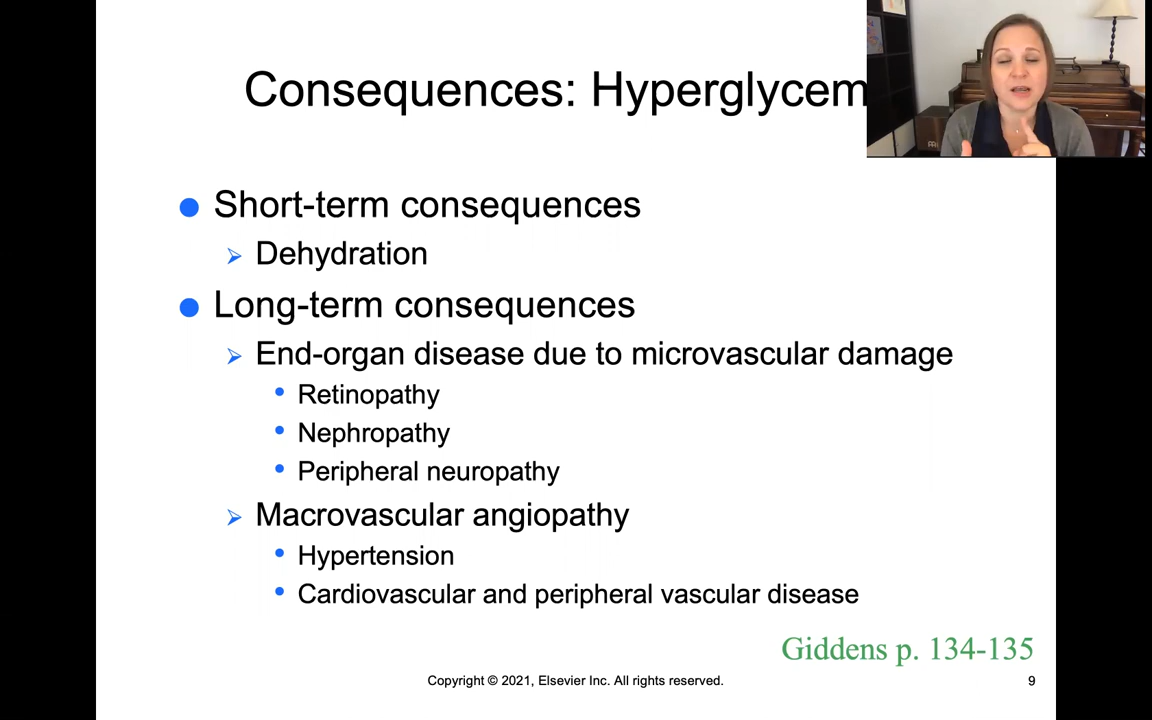 Consequences: Hyperglycem
Short-term consequences
Dehydration
Long-term consequences
End-organ disease due to microvascular damage
Retinopathy
Nephropathy
Peripheral neuropathy
Macrovascular angiopathy
Hypertension
Cardiovascular and peripheral vascular disease
Giddens p. 134-135
Copyright © 2021, Elsevier Inc. All rights reserved.
9